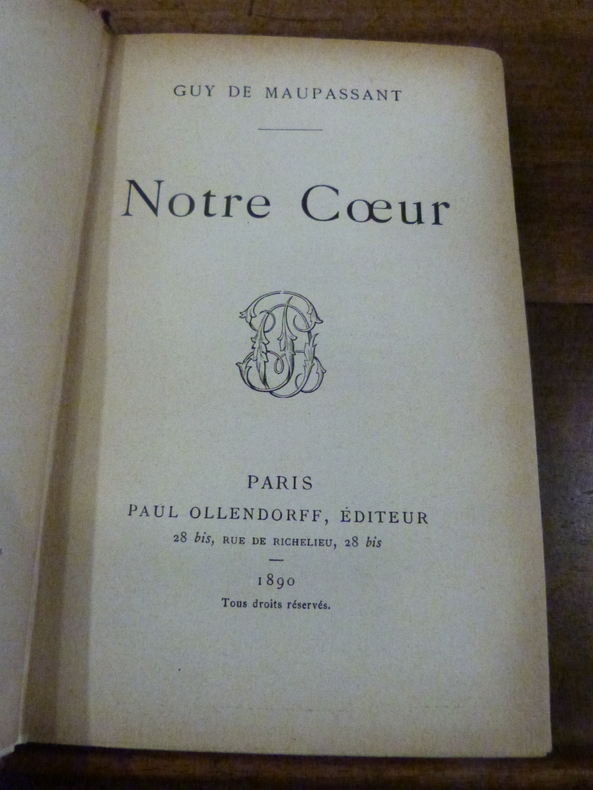 GUY DE MAUPASSANT
Notre Cœur
PARIS
PAUL OLLENDORFF, ÉDITEUR
28 bis, RUE DE RICHELIEU, 28 bis
1890
Tous droits réservés.